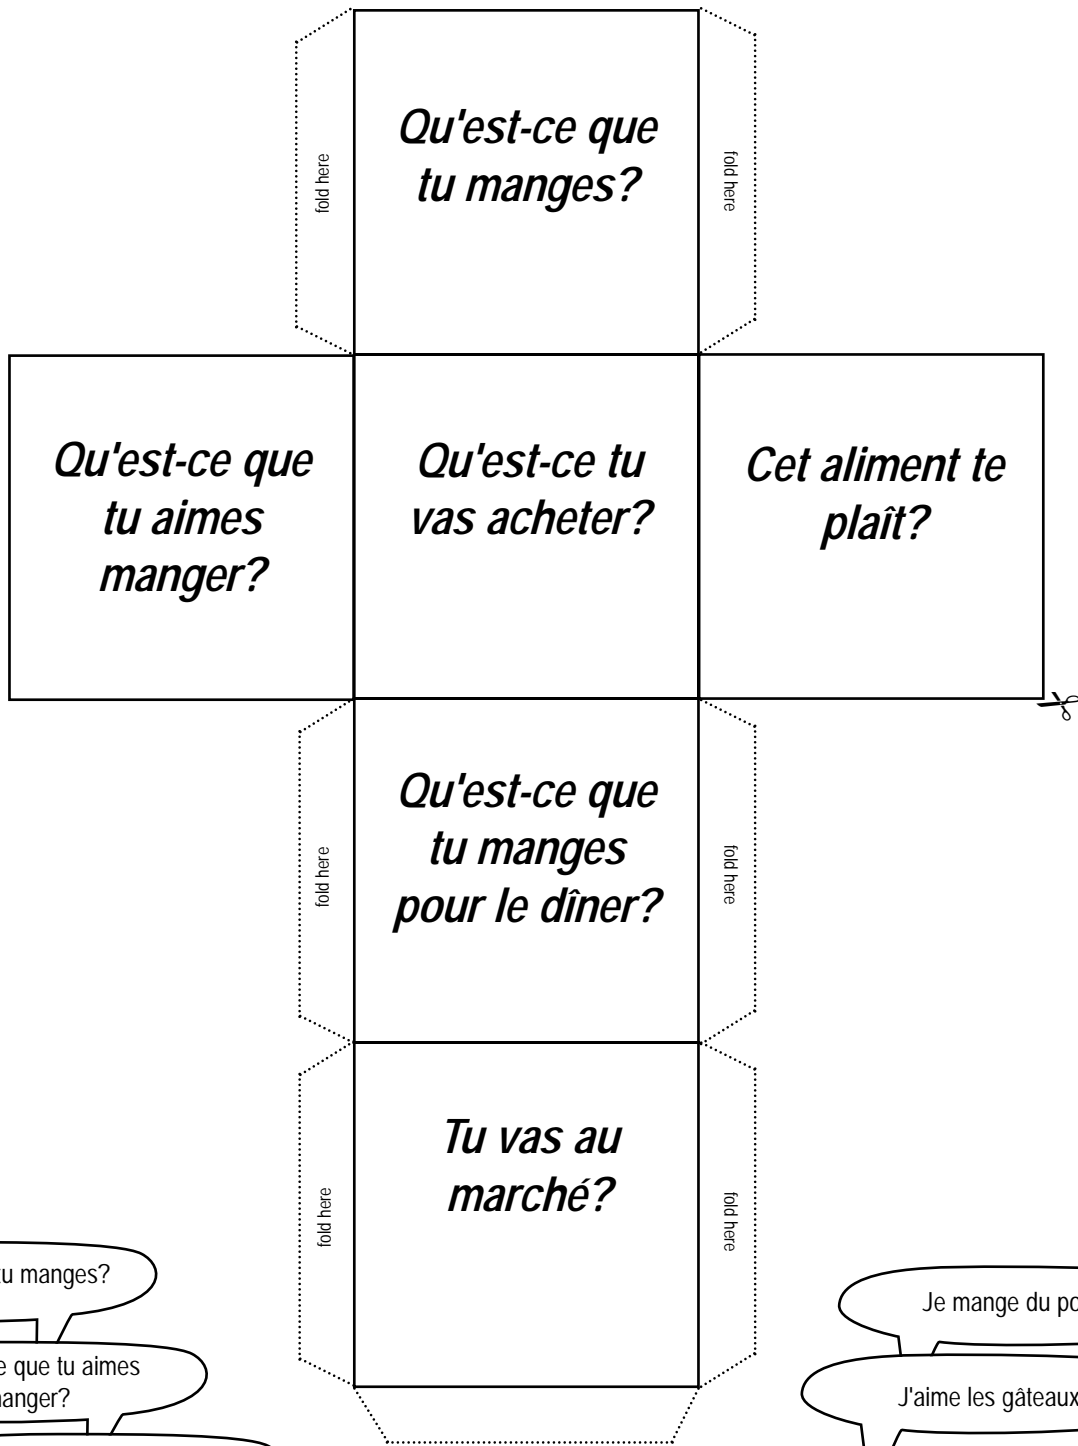 Qu'est-ce que
tu manges?
fold here
fold here
Qu'est-ce que
tu aimes
manger?
Qu'est-ce tu
vas acheter?
Cet aliment te
plaît?
Qu'est-ce que
tu manges
pour le dîner?
fold here
fold here
Tu vas au
marché?
fold here
fold here
tu manges?
e que tu aimes
manger?
Je mange du po
J'aime les gâteaux